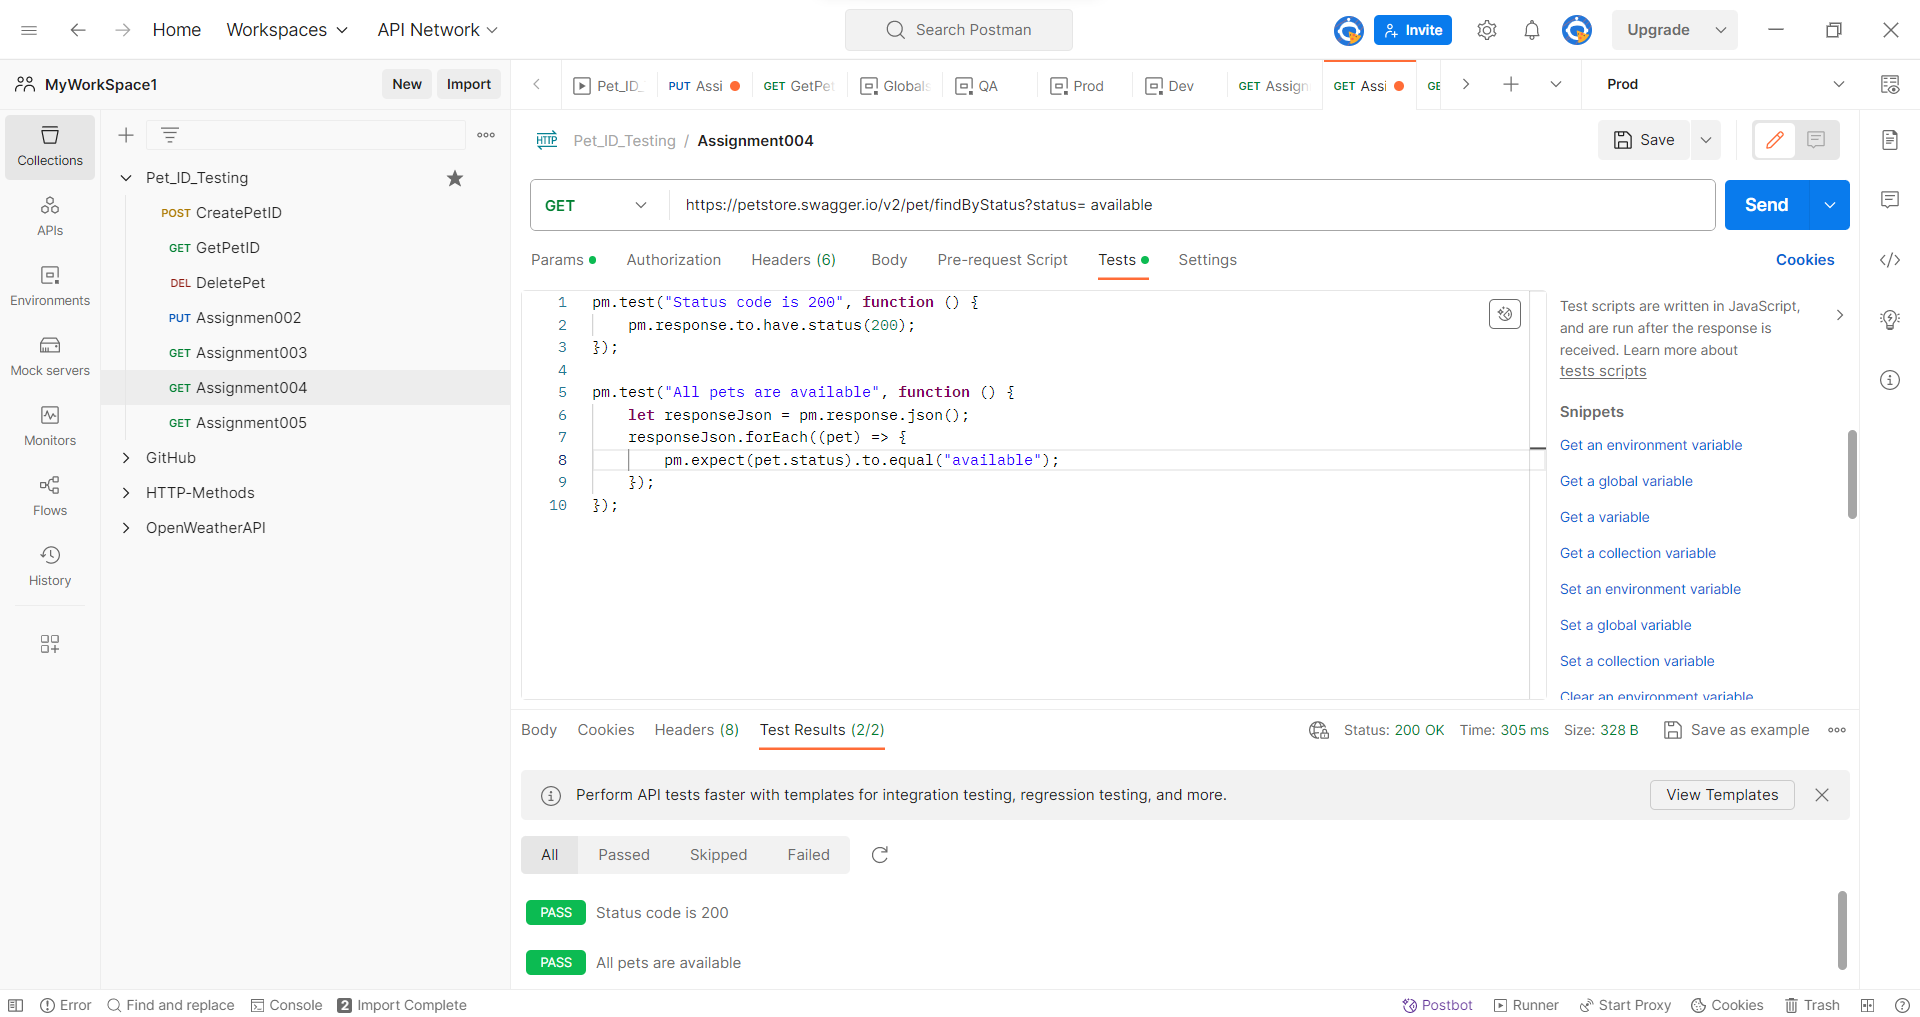 Home
Workspaces
API Network
Search Postman
Invite
Upgrade
MyWorkSpace1
New
Import
Pet_ID_
PUT Assi
GET GetPet
Globals
QA
Prod
Dev
GET Assign
GET Assi
GE
Prod
Collections
APIs
Environments
Mock servers
Monitors
Flows
History
Pet_ID_Testing
POST CreatePetID
GET GetPetID
DEL DeletePet
PUT Assignmen002
GET Assignment003
GET Assignment004
GET Assignment005
GitHub
HTTP-Methods
OpenWeatherAPI
HTTP Pet_ID_Testing / Assignment004
Save
GET
https://petstore.swagger.io/v2/pet/findByStatus?status= available
Send
Params
Authorization
Headers (6)
Body
Pre-request Script
Tests
Settings
Cookies
1 pm.test("Status code is 200", function () {
2 pm.response.to.have.status(200);
3 });
4
5 pm.test("All pets are available", function () {
6 let responseJson = pm.response.json();
7 responseJson.forEach((pet) => {
8 pm.expect(pet.status).to.equal("available");
9 });
10 });
Test scripts are written in JavaScript,
and are run after the response is
received. Learn more about
tests scripts
Snippets
Get an environment variable
Get a global variable
Get a variable
Get a collection variable
Set an environment variable
Set a global variable
Set a collection variable
Clear an environment variable
Body
Cookies
Headers (8)
Test Results (2/2)
Status: 200 OK
Time: 305 ms
Size: 328 B
Save as example
Perform API tests faster with templates for integration testing, regression testing, and more.
View Templates
All
Passed
Skipped
Failed
PASS Status code is 200
PASS All pets are available
Error
Find and replace
Console
2 Import Complete
Postbot
Runner
Start Proxy
Cookies
Trash